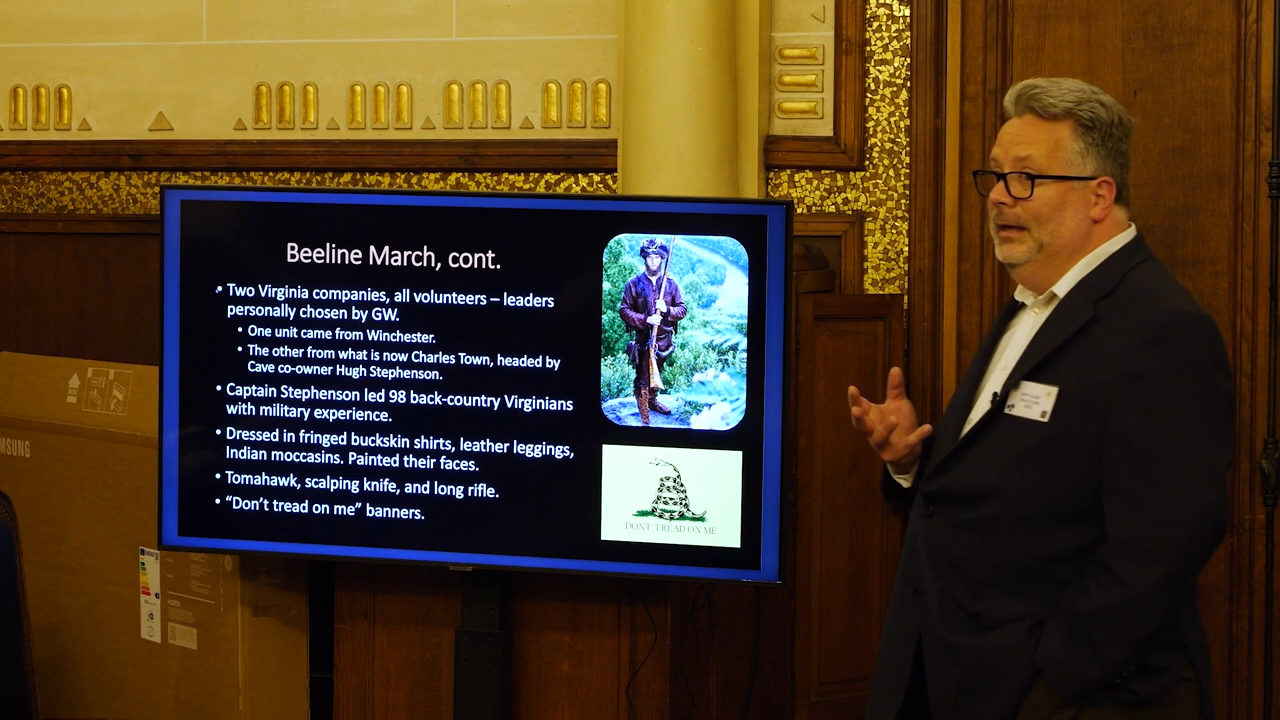 Beeline March, cont.
• Two Virginia companies, all volunteers – leaders
personally chosen by GW.
• One unit came from Winchester.
• The other from what is now Charles Town, headed by
Cave co-owner Hugh Stephenson.
• Captain Stephenson led 98 back-country Virginians
with military experience.
• Dressed in fringed buckskin shirts, leather leggings,
Indian moccasins. Painted their faces.
• Tomahawk, scalping knife, and long rifle.
• “Don’t tread on me” banners.
DONT TREAD ON ME
MSUNG